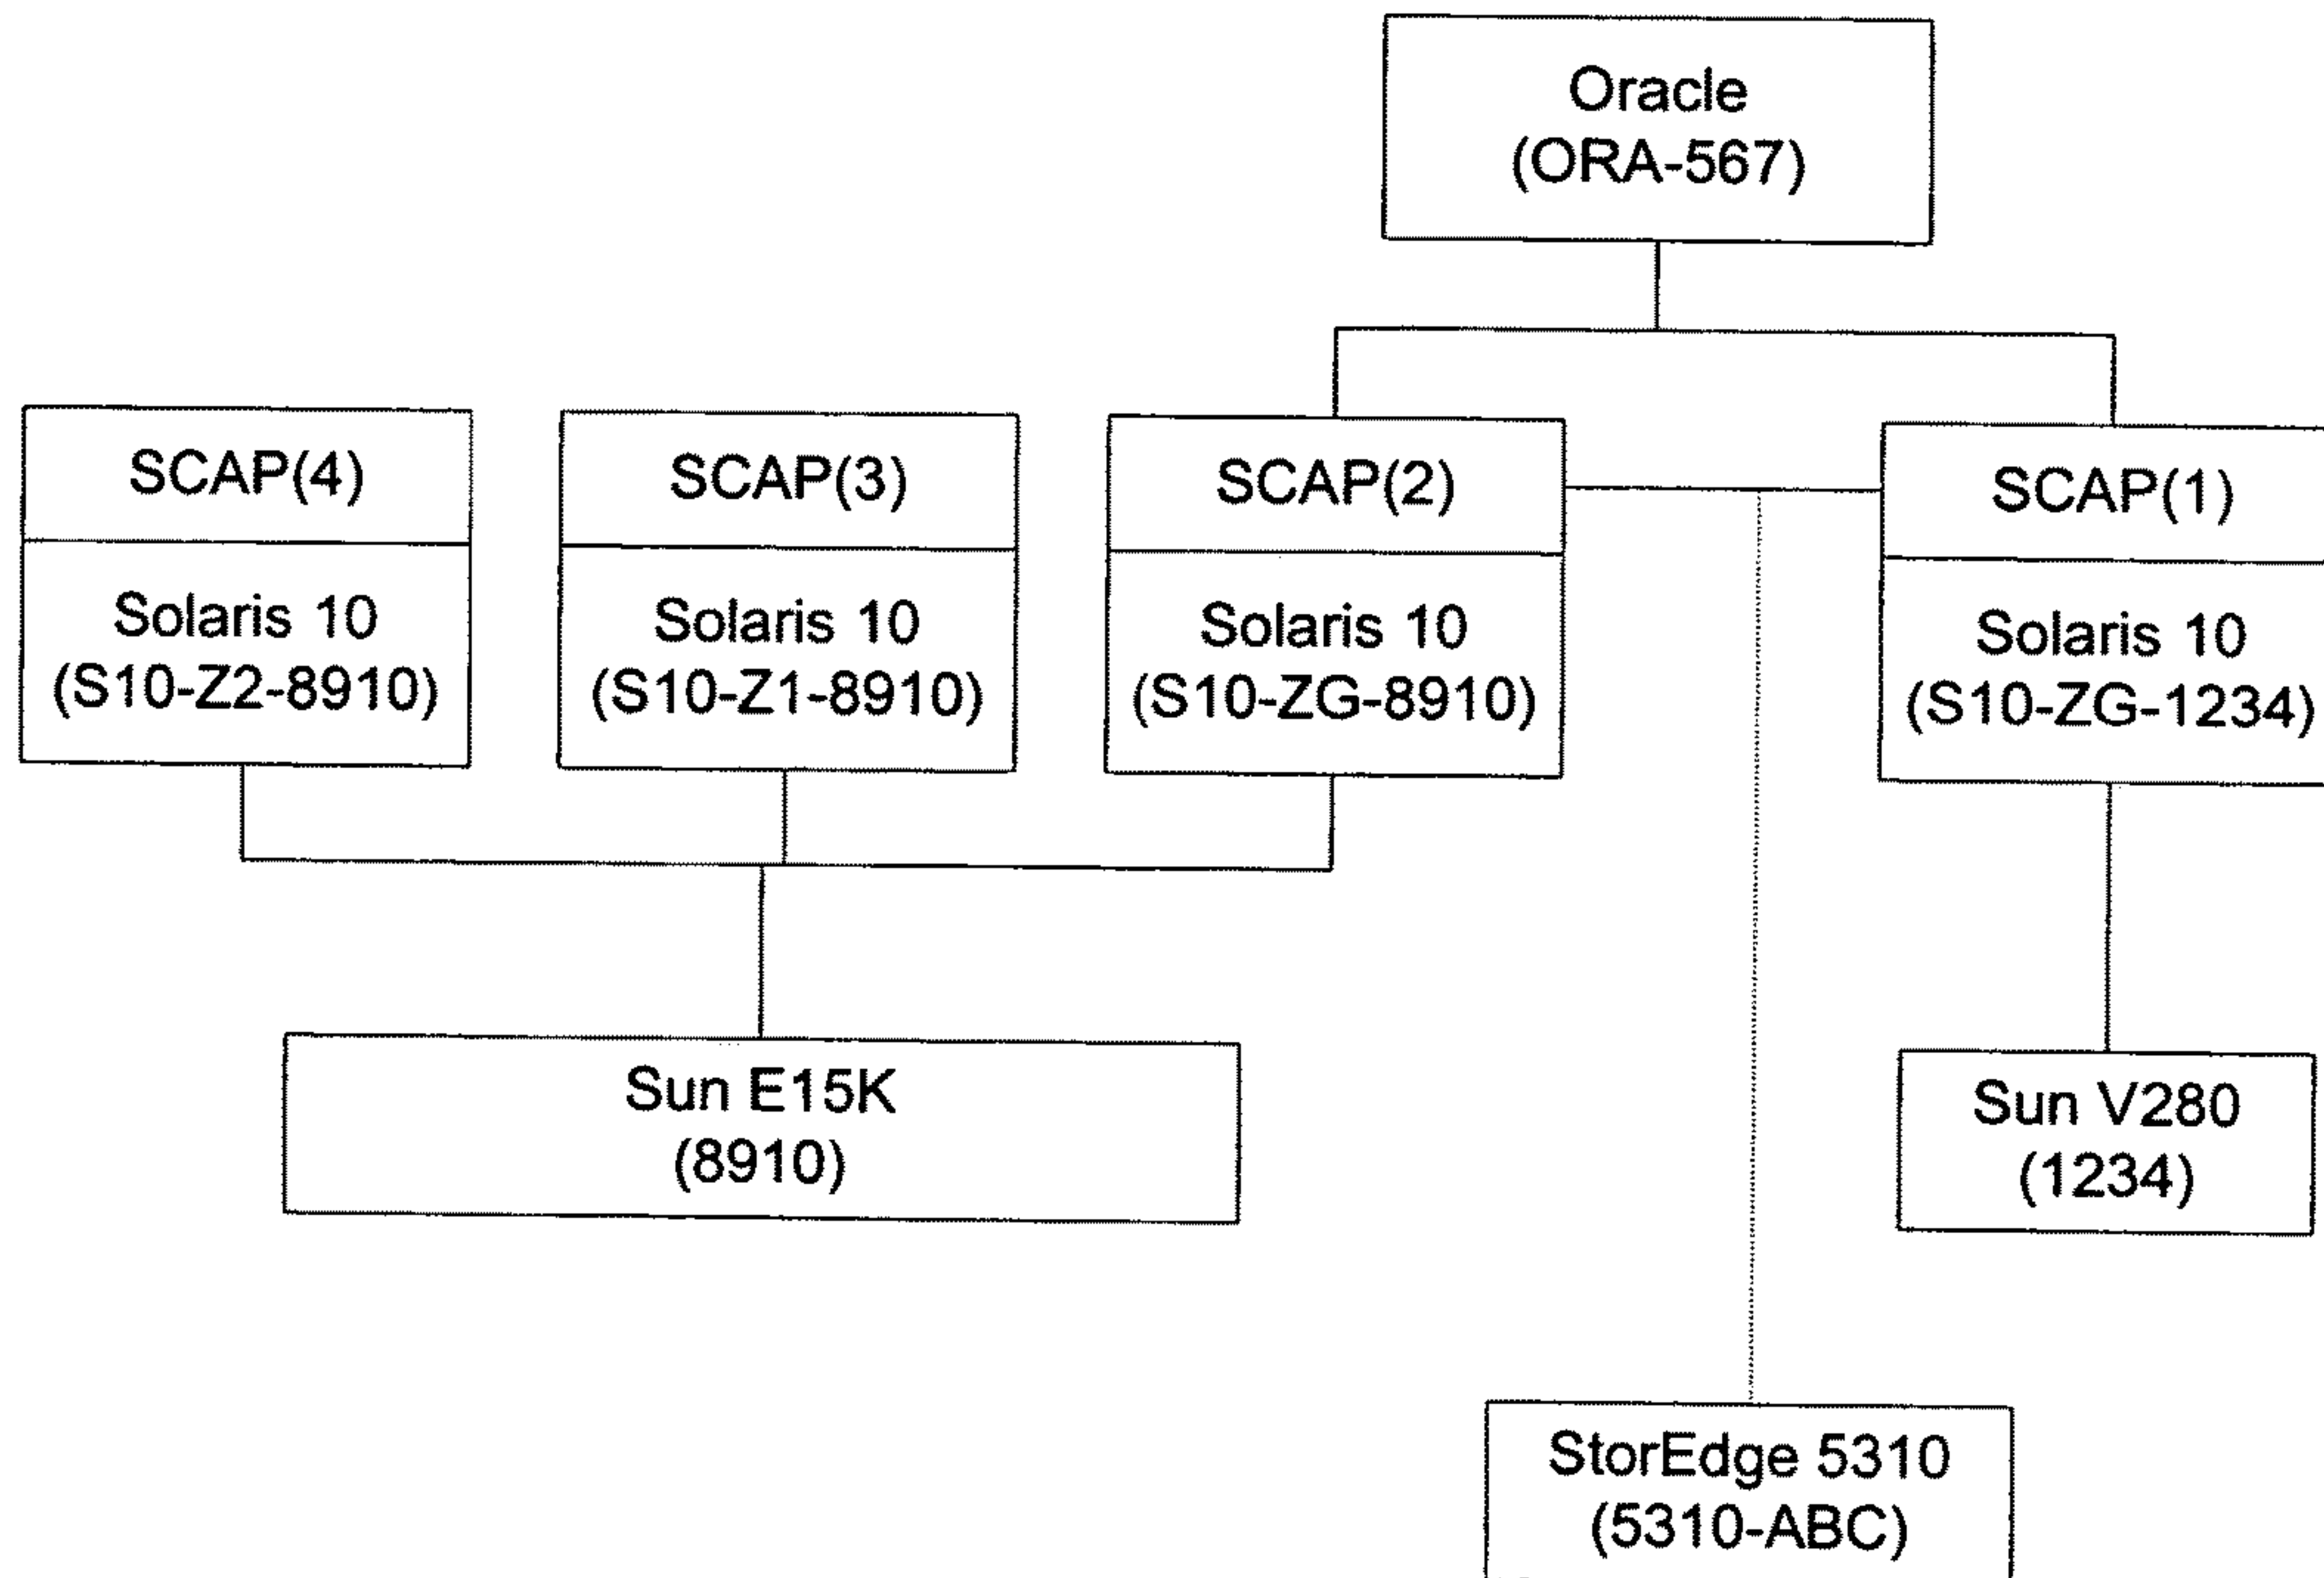 Oracle
(ORA-567)
SCAP(4)
SCAP(3)
SCAP(2)
SCAP(1)
Solaris 10
(S10-Z2-8910)
Solaris 10
(S10-Z1-8910)
Solaris 10
(S10-ZG-8910)
Solaris 10
(S10-ZG-1234)
Sun E15K
(8910)
Sun V280
(1234)
StorEdge 5310
(5310-ABC)